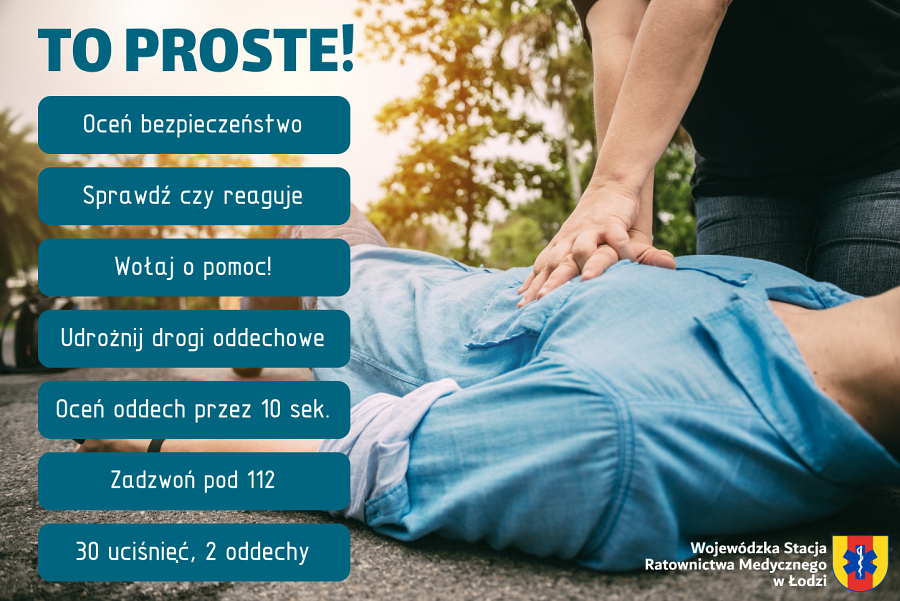 TO PROSTE!
Oceń bezpieczeństwo
Sprawdź czy reaguje
Wołaj o pomoc!
Udrożnij drogi oddechowe
Oceń oddech przez 10 sek.
Zadzwoń pod 112
30 uciśnięć, 2 oddechy
Wojewódzka Stacja
Ratownictwa Medycznego
w Łodzi